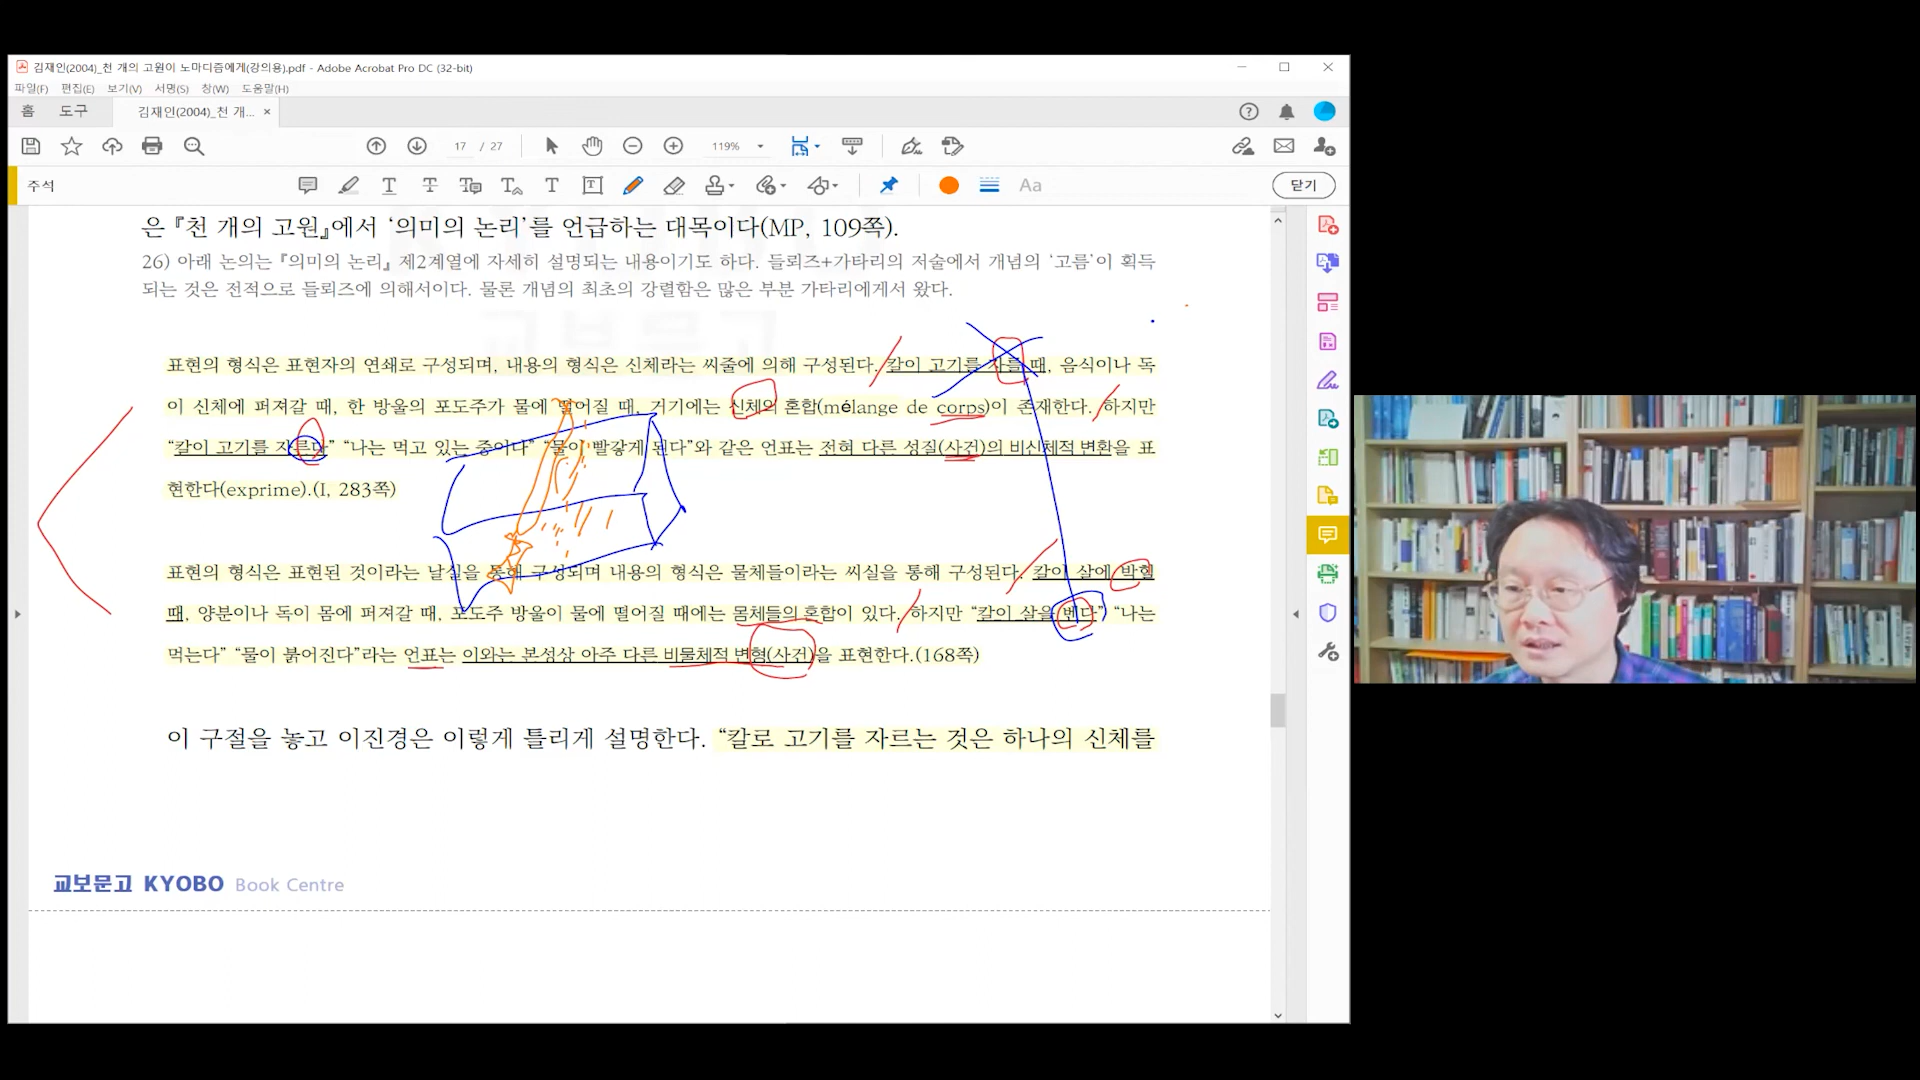 김재인(2004)_천 개의 고원이 노마디즘에게(강의용).pdf - Adobe Acrobat Pro DC (32-bit)
파일(F) 편집(E) 보기(V) 서명(S) 창(W) 도움말(H)
홈 도구 김재인(2004)_천 개... ×
17 / 27 119%
주석 Aa 닫기
은『천 개의 고원』에서 ‘의미의 논리’를 언급하는 대목이다(MP, 109쪽).
26) 아래 논의는『의미의 논리』 제2계열에 자세히 설명되는 내용이기도 하다. 들뢰즈+가타리의 저술에서 개념의 ‘고름’이 획득
되는 것은 전적으로 들뢰즈에 의해서이다. 물론 개념의 최초의 강렬함은 많은 부분 가타리에게서 왔다.
표현의 형식은 표현자의 연쇄로 구성되며, 내용의 형식은 신체라는 씨줄에 의해 구성된다. 칼이 고기를 자를 때, 음식이나 독
이 신체에 퍼져갈 때, 한 방울의 포도주가 물에 떨어질 때, 거기에는 신체의 혼합(mélange de corps)이 존재한다. 하지만
“칼이 고기를 자른다” “나는 먹고 있는 중이다” “물이 빨갛게 된다”와 같은 언표는 전혀 다른 성질(사건)의 비신체적 변환을 표
현한다(exprime).(I, 283쪽)
표현의 형식은 표현된 것이라는 날실을 통해 구성되며 내용의 형식은 물체들이라는 씨실을 통해 구성된다. 칼이 살에 박힐
때, 양분이나 독이 몸에 퍼져갈 때, 포도주 방울이 물에 떨어질 때에는 몸체들의 혼합이 있다. 하지만 “칼이 살을 벤다” “나는
먹는다” “물이 붉어진다”라는 언표는 이와는 본성상 아주 다른 비물체적 변형(사건)을 표현한다.(168쪽)
이 구절을 놓고 이진경은 이렇게 틀리게 설명한다. “칼로 고기를 자르는 것은 하나의 신체를
교보문고 KYOBO Book Centre